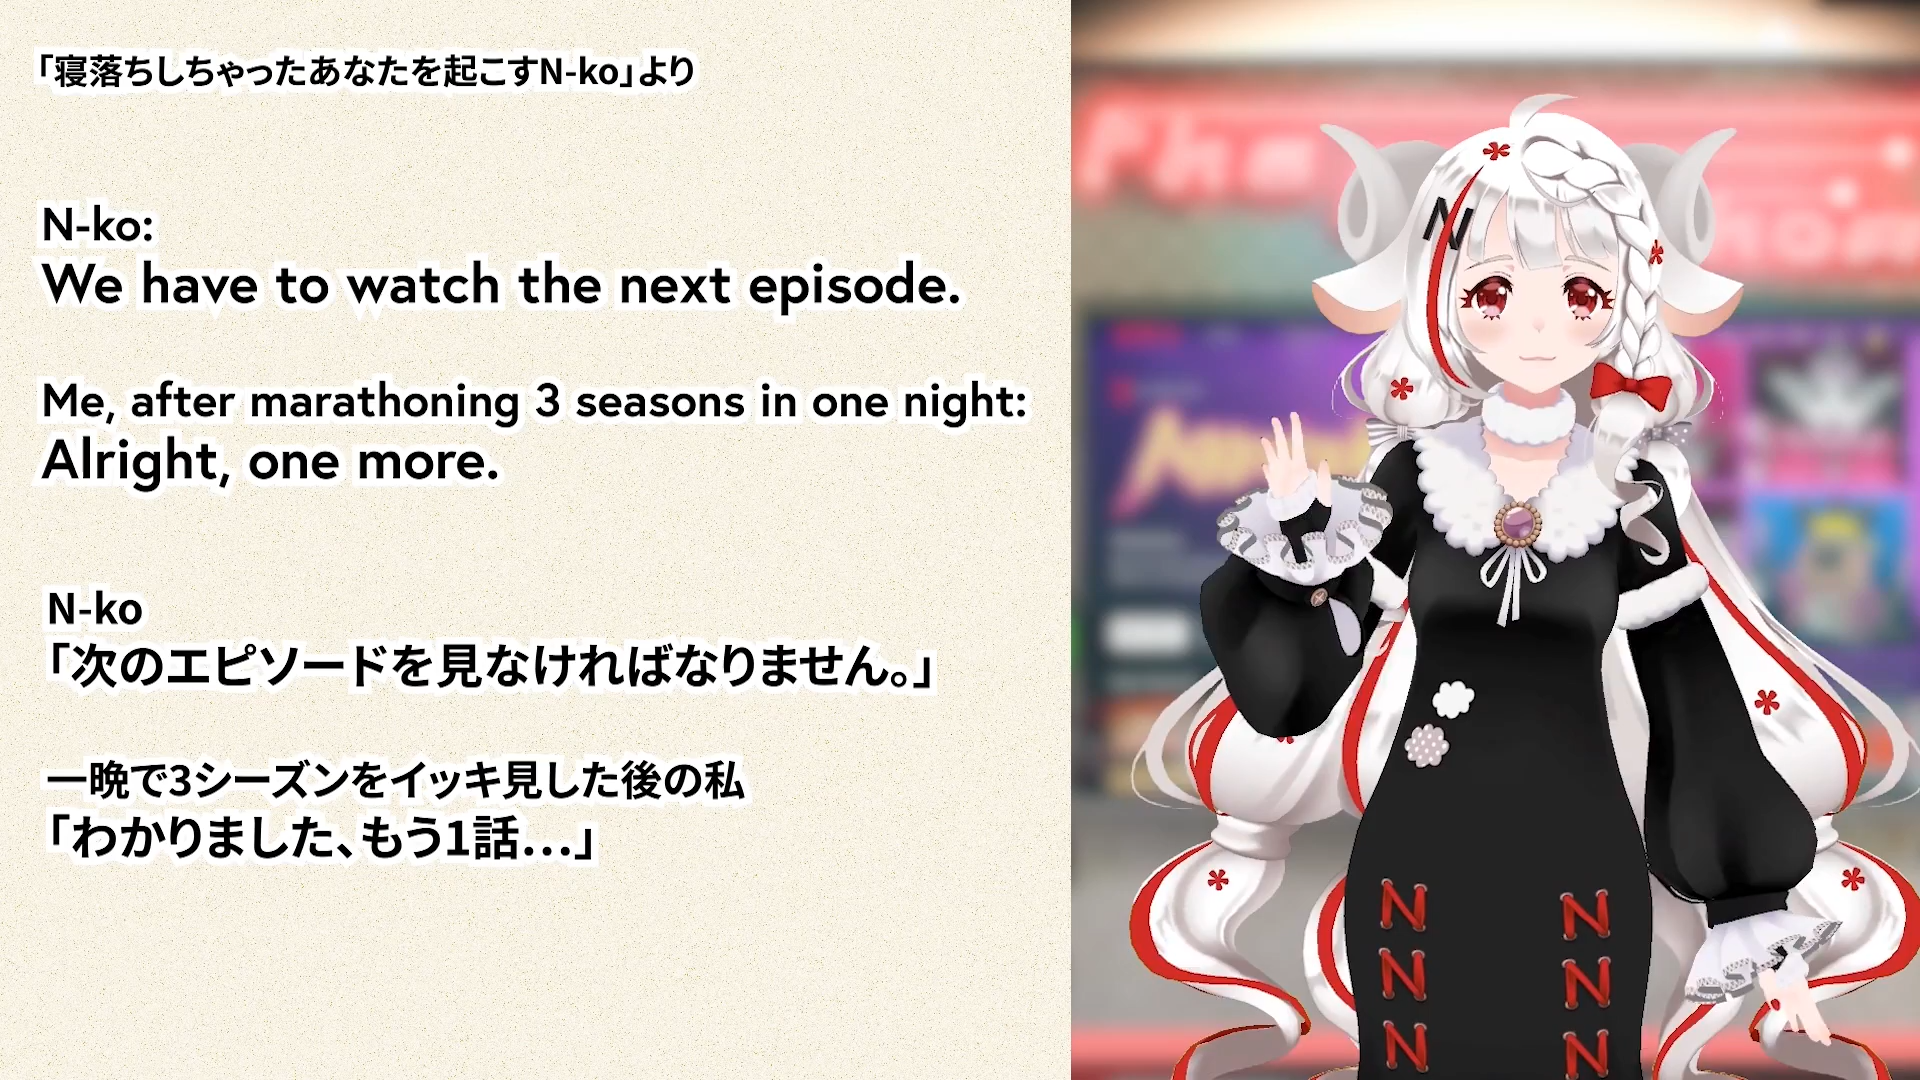 「寝落ちしちゃったあなたを起こすN-ko」より
N-ko:
We have to watch the next episode.
Me, after marathoning 3 seasons in one night:
Alright, one more.
N-ko
「次のエピソードを見なければなりません。」
一晩で3シーズンをイッキ見した後の私
「わかりました、もう1話…」
N
N N
N N
N N